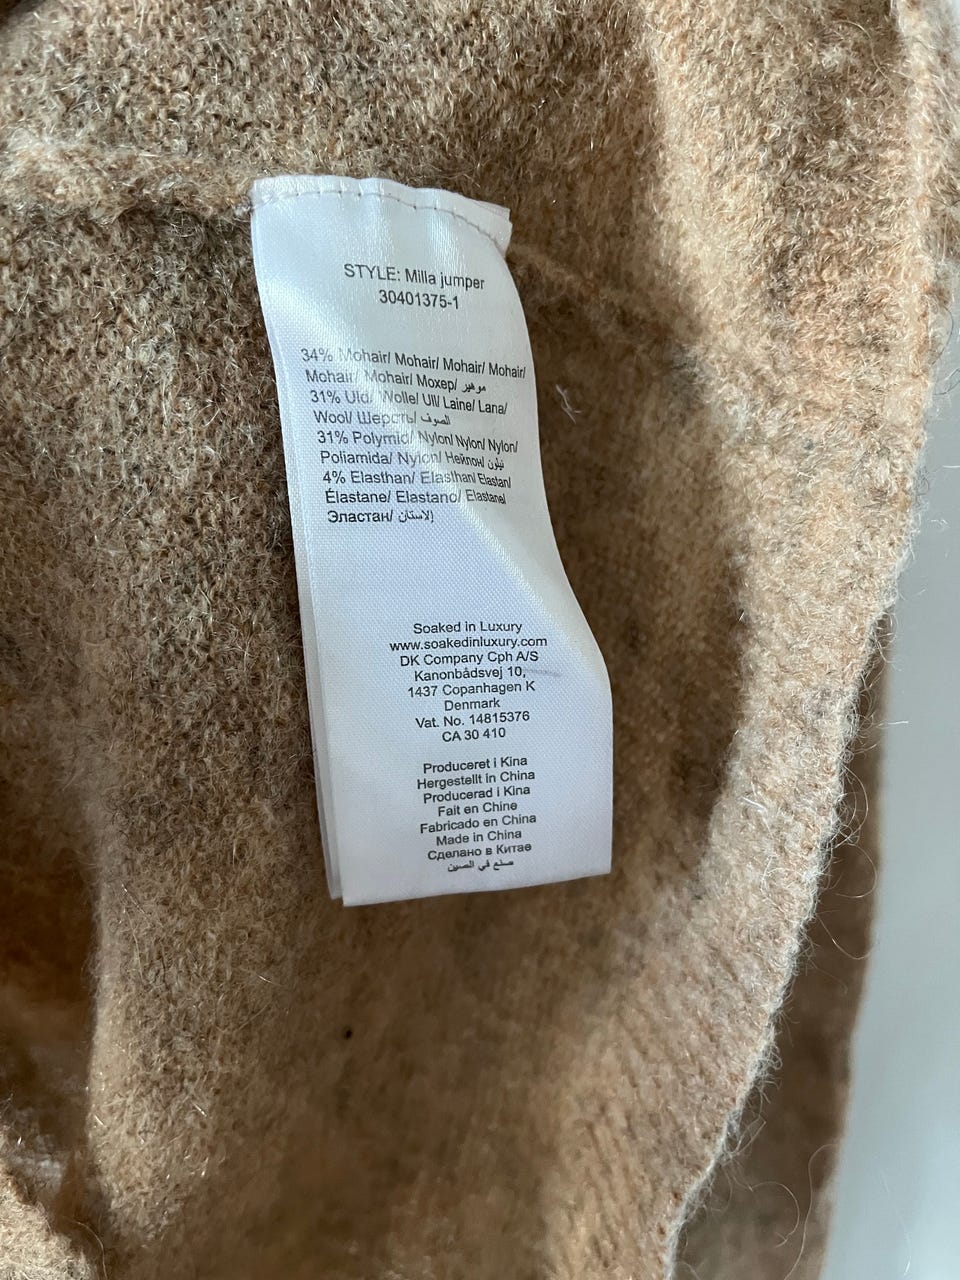 STYLE: Milla jumper
30401375-1
34% Mohair/ Mohair/ Mohair/ Mohair/
Mohair/ Mohair/ Мохер/ موهير
31% Uld/ Wolle/ Ull/ Laine/ Lana/
Wool/ Шерсть/ الصوف
31% Polymid/ Nylon/ Nylon/ Nylon/
Poliamida/ Nylon/ Нейлон/ نيلون
4% Elasthan/ Elasthan/ Elastan/
Élastane/ Elastano/ Elastane/
Эластан/ إلاستان
Soaked in Luxury
www.soakedinluxury.com
DK Company Cph A/S
Kanonbådsvej 10,
1437 Copanhagen K
Denmark
Vat. No. 14815376
CA 30 410
Produceret i Kina
Hergestellt in China
Producerad i Kina
Fait en Chine
Fabricado en China
Made in China
Сделано в Китае
صنع في الصين